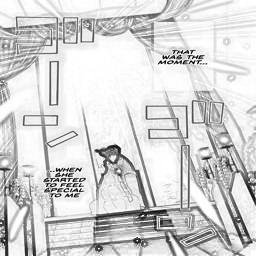 THAT
WAS THE
MOMENT...
...WHEN
SHE
STARTED
TO FEEL
SPECIAL
TO ME